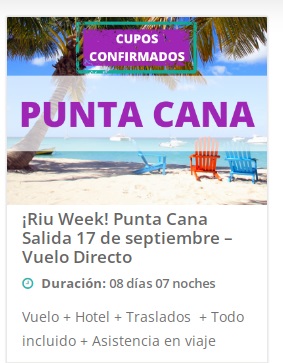 CUPOS
CONFIRMADOS
PUNTA CANA
¡Riu Week! Punta Cana
Salida 17 de septiembre –
Vuelo Directo
Duración: 08 días 07 noches
Vuelo + Hotel + Traslados + Todo
incluido + Asistencia en viaje